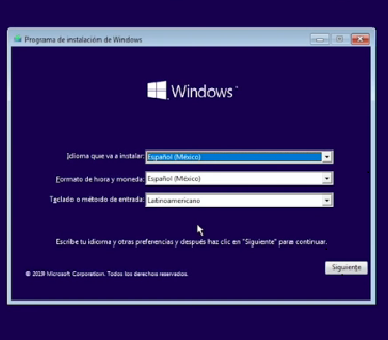 Programa de instalación de Windows
Windows
Idioma que va a instalar: Español (México)
Formato de hora y moneda: Español (México)
Teclado o método de entrada: Latinoamericano
Escribe tu idioma y otras preferencias y después haz clic en "Siguiente" para continuar.
© 2019 Microsoft Corporation. Todos los derechos reservados.
Siguiente